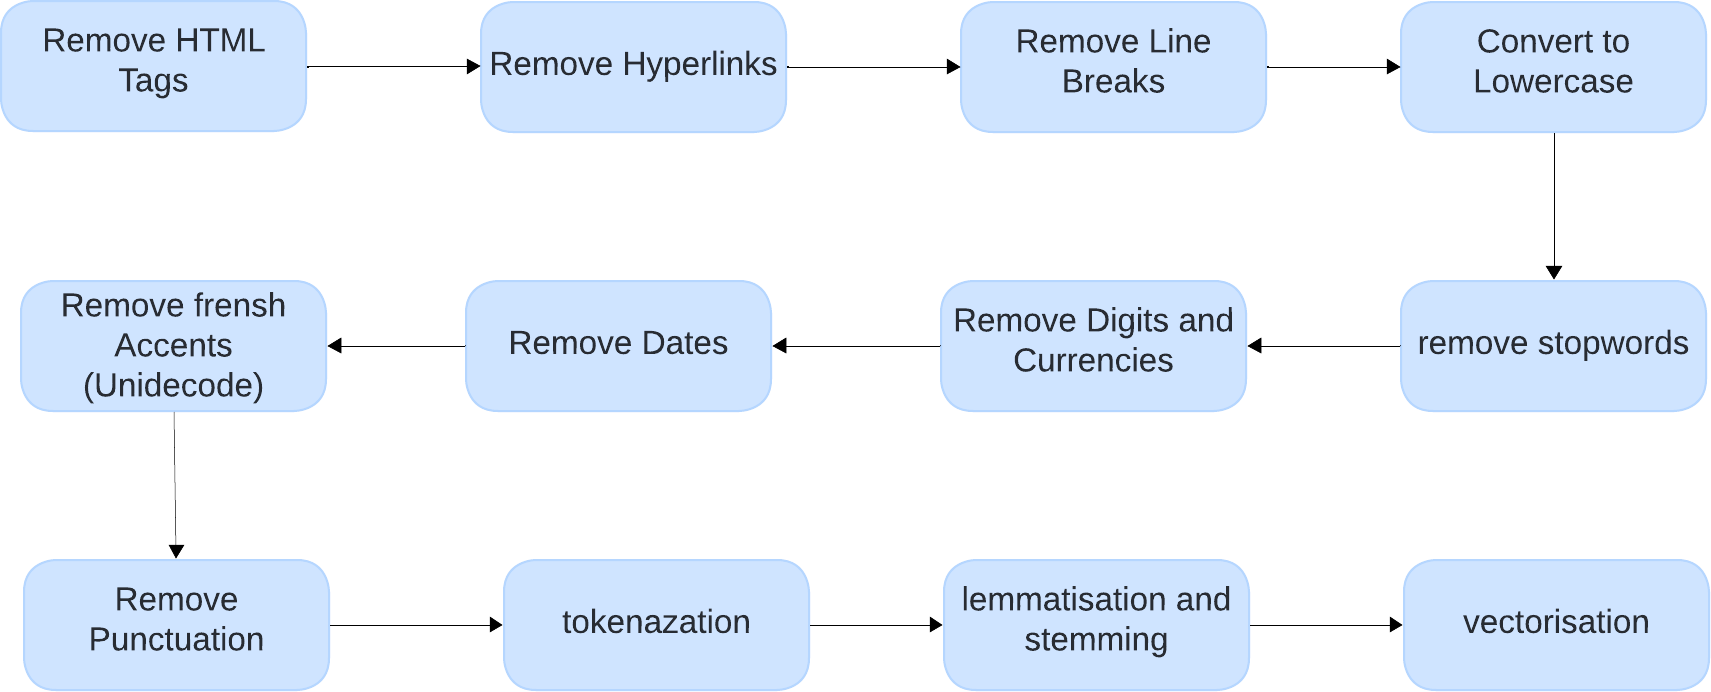 Remove HTML
Tags
Remove Hyperlinks
Remove Line
Breaks
Convert to
Lowercase
remove stopwords
Remove Digits and
Currencies
Remove Dates
Remove frensh
Accents
(Unidecode)
Remove
Punctuation
tokenazation
lemmatisation and
stemming
vectorisation